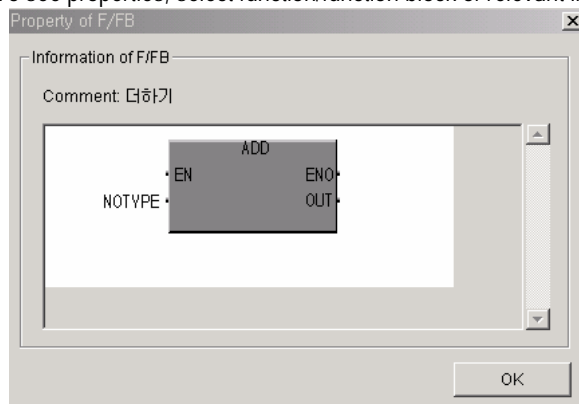 Property of F/FB
Information of F/FB
Comment: 더하기
ADD
EN ENO
NOTYPE OUT
OK